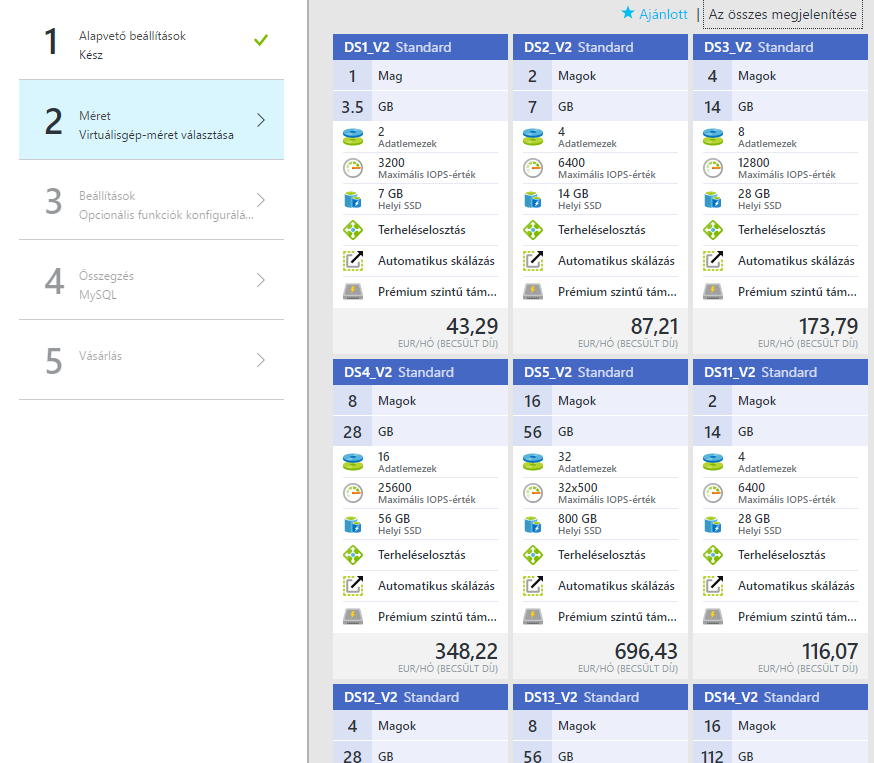 1
Alapvető beállítások
Kész
2
Méret
Virtuálisgép-méret választása
3
Beállítások
Opcionális funkciók konfigurálá...
4
Összegzés
MySQL
5
Vásárlás
Ajánlott | Az összes megjelenítése
DS1_V2 Standard
1 Mag
3.5 GB
2
Adatlemezek
3200
Maximális IOPS-érték
7 GB
Helyi SSD
Terheléselosztás
Automatikus skálázás
Prémium szintű tám...
43,29
EUR/HÓ (BECSÜLT DÍJ)
DS2_V2 Standard
2 Magok
7 GB
4
Adatlemezek
6400
Maximális IOPS-érték
14 GB
Helyi SSD
Terheléselosztás
Automatikus skálázás
Prémium szintű tám...
87,21
EUR/HÓ (BECSÜLT DÍJ)
DS3_V2 Standard
4 Magok
14 GB
8
Adatlemezek
12800
Maximális IOPS-érték
28 GB
Helyi SSD
Terheléselosztás
Automatikus skálázás
Prémium szintű tám...
173,79
EUR/HÓ (BECSÜLT DÍJ)
DS4_V2 Standard
8 Magok
28 GB
16
Adatlemezek
25600
Maximális IOPS-érték
56 GB
Helyi SSD
Terheléselosztás
Automatikus skálázás
Prémium szintű tám...
348,22
EUR/HÓ (BECSÜLT DÍJ)
DS5_V2 Standard
16 Magok
56 GB
32
Adatlemezek
32x500
Maximális IOPS-érték
800 GB
Helyi SSD
Terheléselosztás
Automatikus skálázás
Prémium szintű tám...
696,43
EUR/HÓ (BECSÜLT DÍJ)
DS11_V2 Standard
2 Magok
14 GB
4
Adatlemezek
6400
Maximális IOPS-érték
28 GB
Helyi SSD
Terheléselosztás
Automatikus skálázás
Prémium szintű tám...
116,07
EUR/HÓ (BECSÜLT DÍJ)
DS12_V2 Standard
4 Magok
28 GB
DS13_V2 Standard
8 Magok
56 GB
DS14_V2 Standard
16 Magok
112 GB